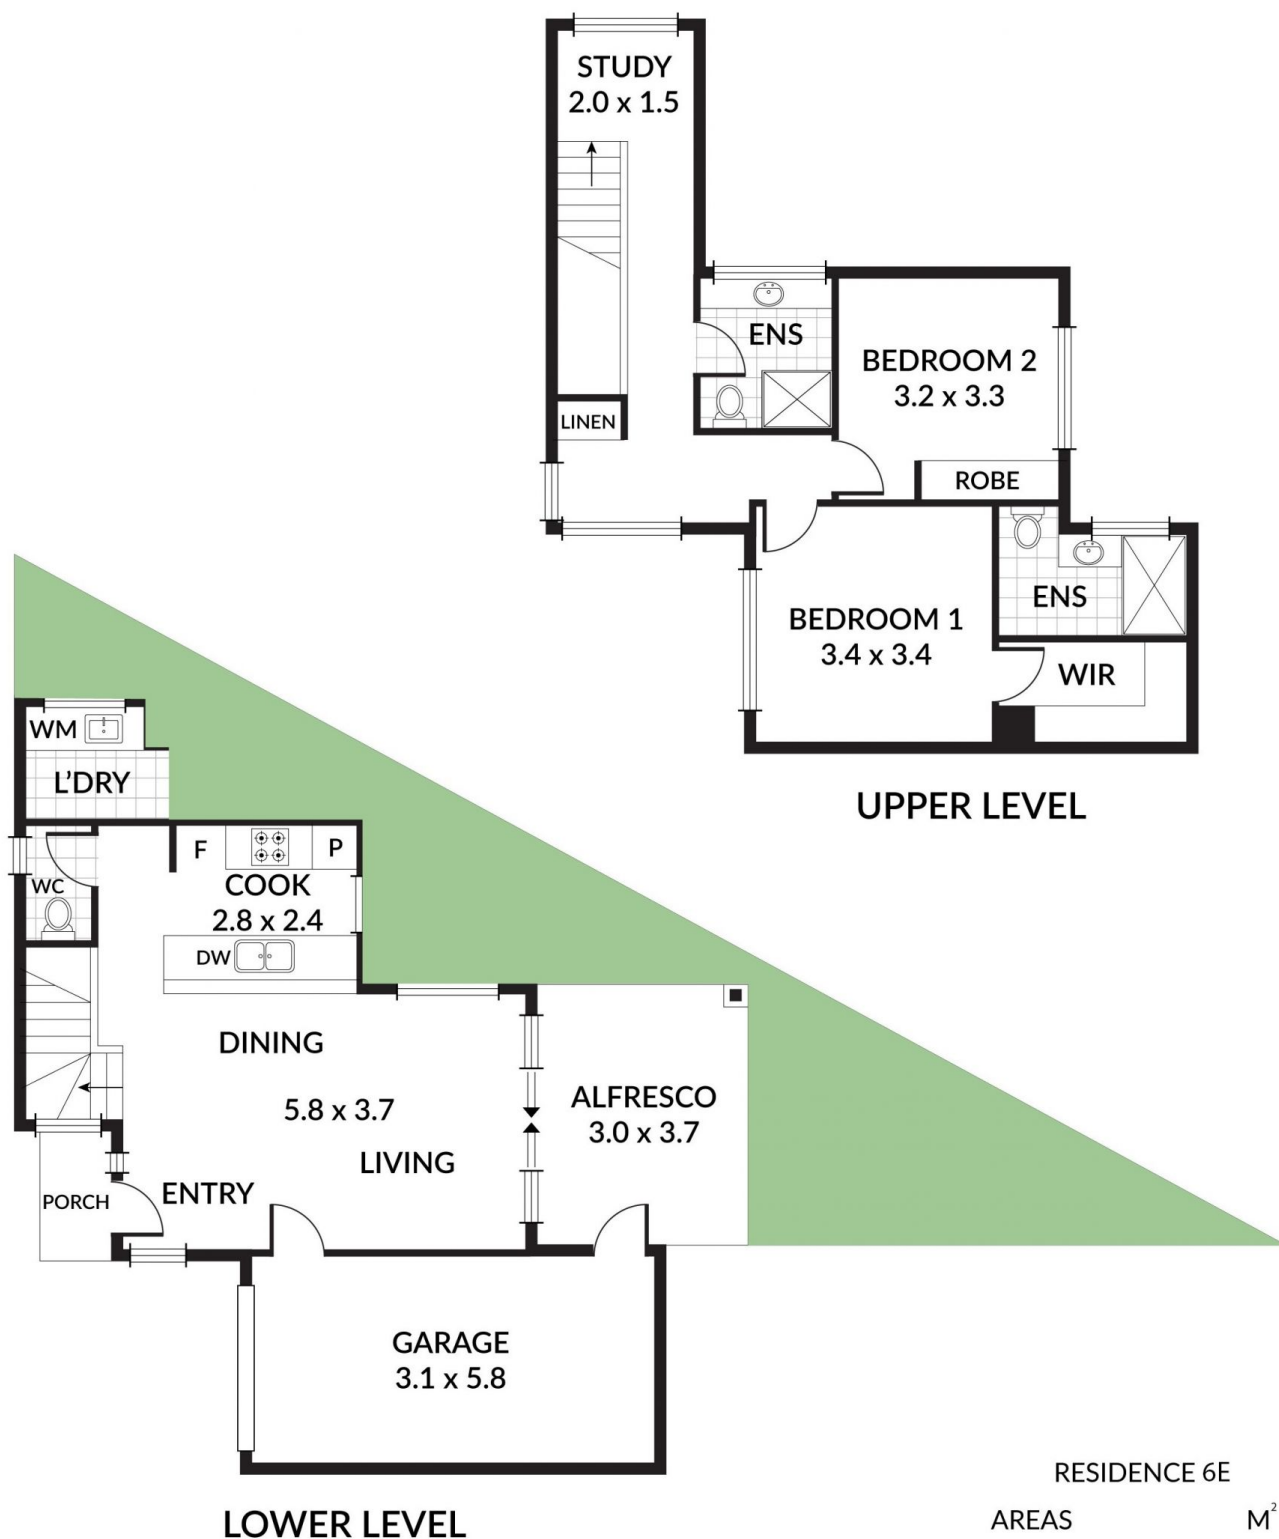 STUDY
2.0 x 1.5
ENS
BEDROOM 2
3.2 x 3.3
LINEN
ROBE
ENS
BEDROOM 1
3.4 x 3.4
WIR
UPPER LEVEL
WM
L'DRY
F
P
WC
COOK
2.8 x 2.4
DW
DINING
5.8 x 3.7
LIVING
ALFRESCO
3.0 x 3.7
PORCH
ENTRY
GARAGE
3.1 x 5.8
LOWER LEVEL
RESIDENCE 6E
AREAS M²